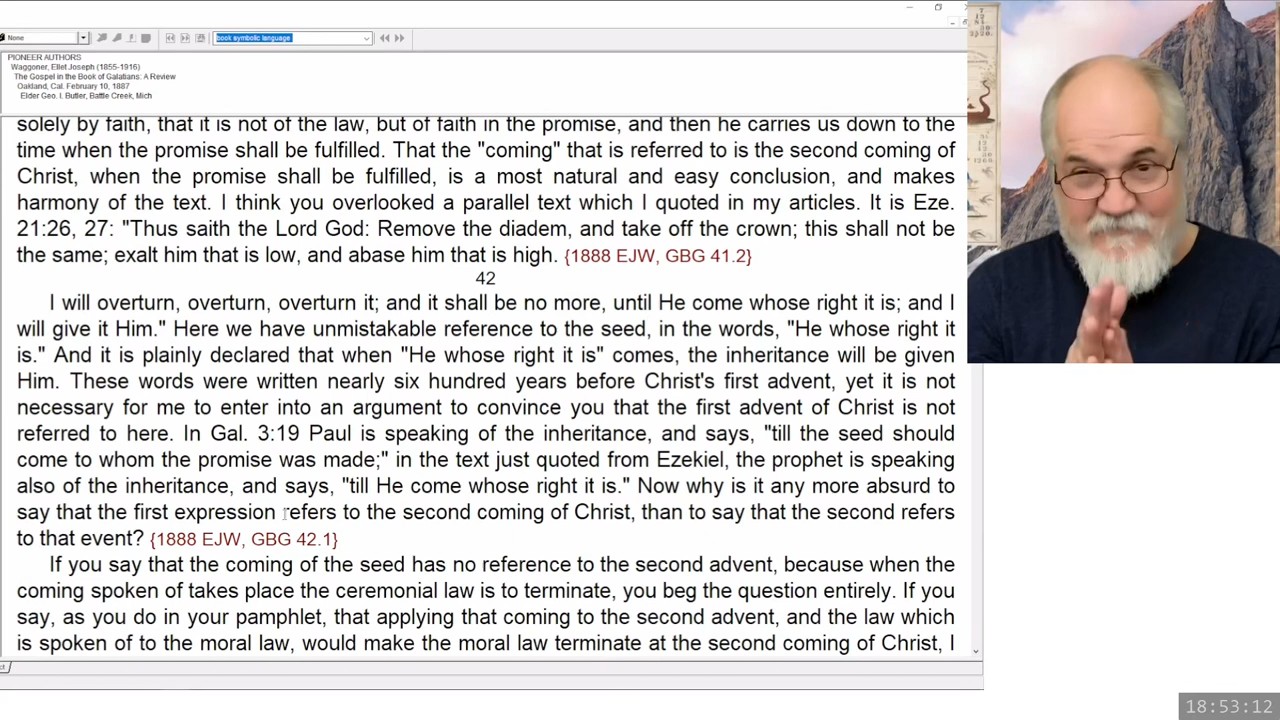 None
book symbolic language
PIONEER AUTHORS
Waggoner, Ellet Joseph (1855-1916)
The Gospel in the Book of Galatians: A Review
Oakland, Cal. February 10, 1887
Elder Geo. I. Butler, Battle Creek, Mich
solely by faith, that it is not of the law, but of faith in the promise, and then he carries us down to the
time when the promise shall be fulfilled. That the "coming" that is referred to is the second coming of
Christ, when the promise shall be fulfilled, is a most natural and easy conclusion, and makes
harmony of the text. I think you overlooked a parallel text which I quoted in my articles. It is Eze.
21:26, 27: "Thus saith the Lord God: Remove the diadem, and take off the crown; this shall not be
the same; exalt him that is low, and abase him that is high. {1888 EJW, GBG 41.2}
42
I will overturn, overturn, overturn it; and it shall be no more, until He come whose right it is; and I
will give it Him." Here we have unmistakable reference to the seed, in the words, "He whose right it
is." And it is plainly declared that when "He whose right it is" comes, the inheritance will be given
Him. These words were written nearly six hundred years before Christ's first advent, yet it is not
necessary for me to enter into an argument to convince you that the first advent of Christ is not
referred to here. In Gal. 3:19 Paul is speaking of the inheritance, and says, "till the seed should
come to whom the promise was made;" in the text just quoted from Ezekiel, the prophet is speaking
also of the inheritance, and says, "till He come whose right it is." Now why is it any more absurd to
say that the first expression refers to the second coming of Christ, than to say that the second refers
to that event? {1888 EJW, GBG 42.1}
If you say that the coming of the seed has no reference to the second advent, because when the
coming spoken of takes place the ceremonial law is to terminate, you beg the question entirely. If you
say, as you do in your pamphlet, that applying that coming to the second advent, and the law which
is spoken of to the moral law, would make the moral law terminate at the second coming of Christ, I
18:53:12